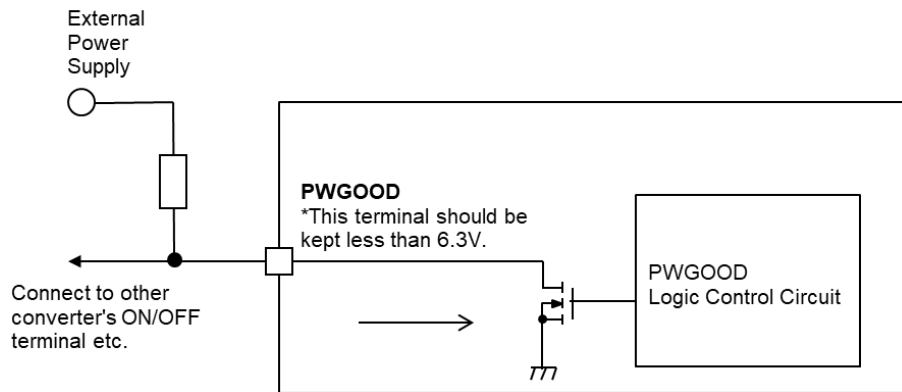 External
Power
Supply
PWGOOD
*This terminal should be
kept less than 6.3V.
PWGOOD
Logic Control Circuit
Connect to other
converter's ON/OFF
terminal etc.